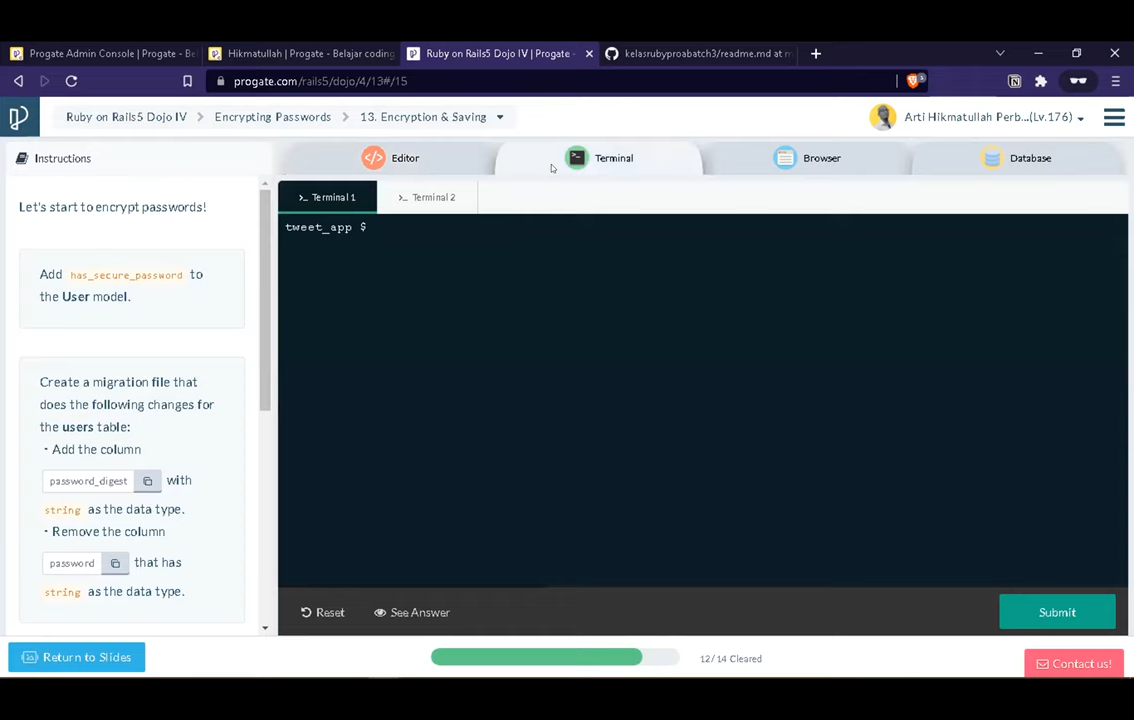 Progate Admin Console | Progate - Be
Hikmatullah | Progate - Belajar coding
Ruby on Rails5 Dojo IV | Progate -
kelasrubyproabatch3/readme.md at m
progate.com/rails5/dojo/4/13#/15
Ruby on Rails5 Dojo IV
Encrypting Passwords
13. Encryption & Saving
Arti Hikmatullah Perb...(Lv.176)
Instructions
Editor
Terminal
Browser
Database
Let's start to encrypt passwords!
Add has_secure_password to
the User model.
Create a migration file that
does the following changes for
the users table:
・Add the column
password_digest with
string as the data type.
・Remove the column
password that has
string as the data type.
Terminal 1
Terminal 2
tweet_app $
Reset
See Answer
Submit
Return to Slides
12/14 Cleared
Contact us!